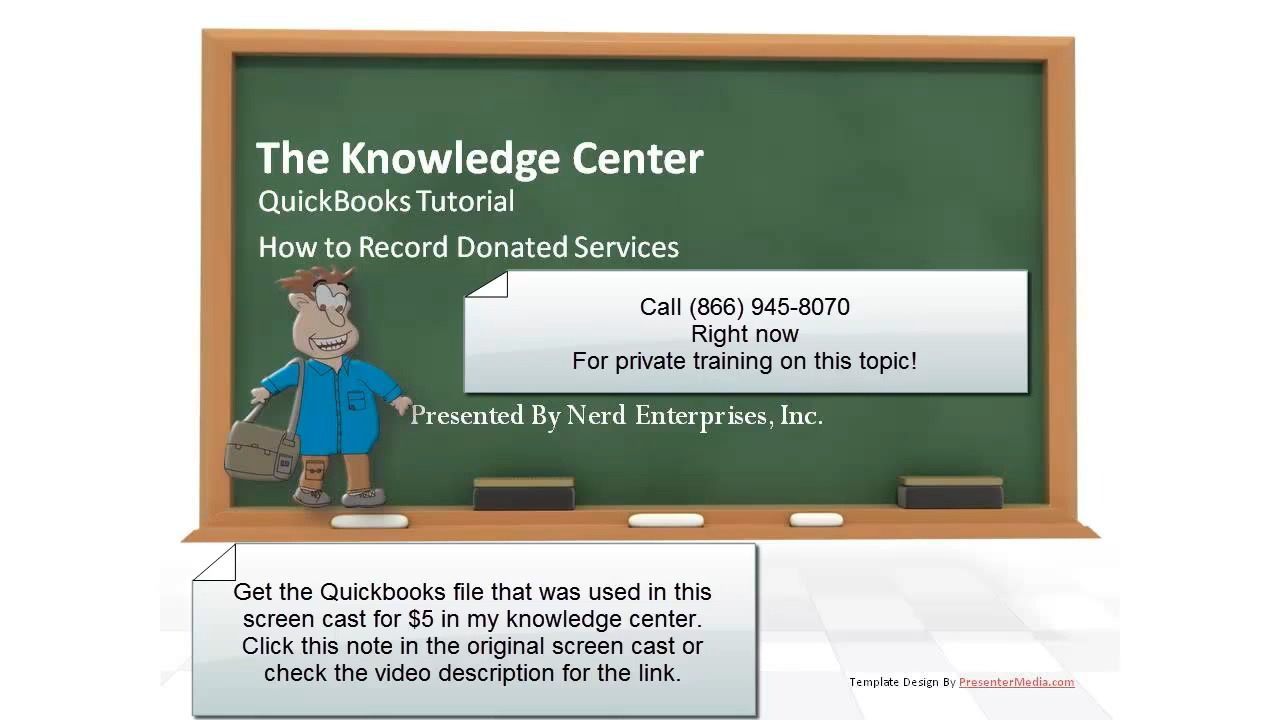 The Knowledge Center
QuickBooks Tutorial
How to Record Donated Services
Call (866) 945-8070
Right now
For private training on this topic!
Presented By Nerd Enterprises, Inc.
Get the Quickbooks file that was used in this
screen cast for $5 in my knowledge center.
Click this note in the original screen cast or
check the video description for the link.
Template Design By PresenterMedia.com